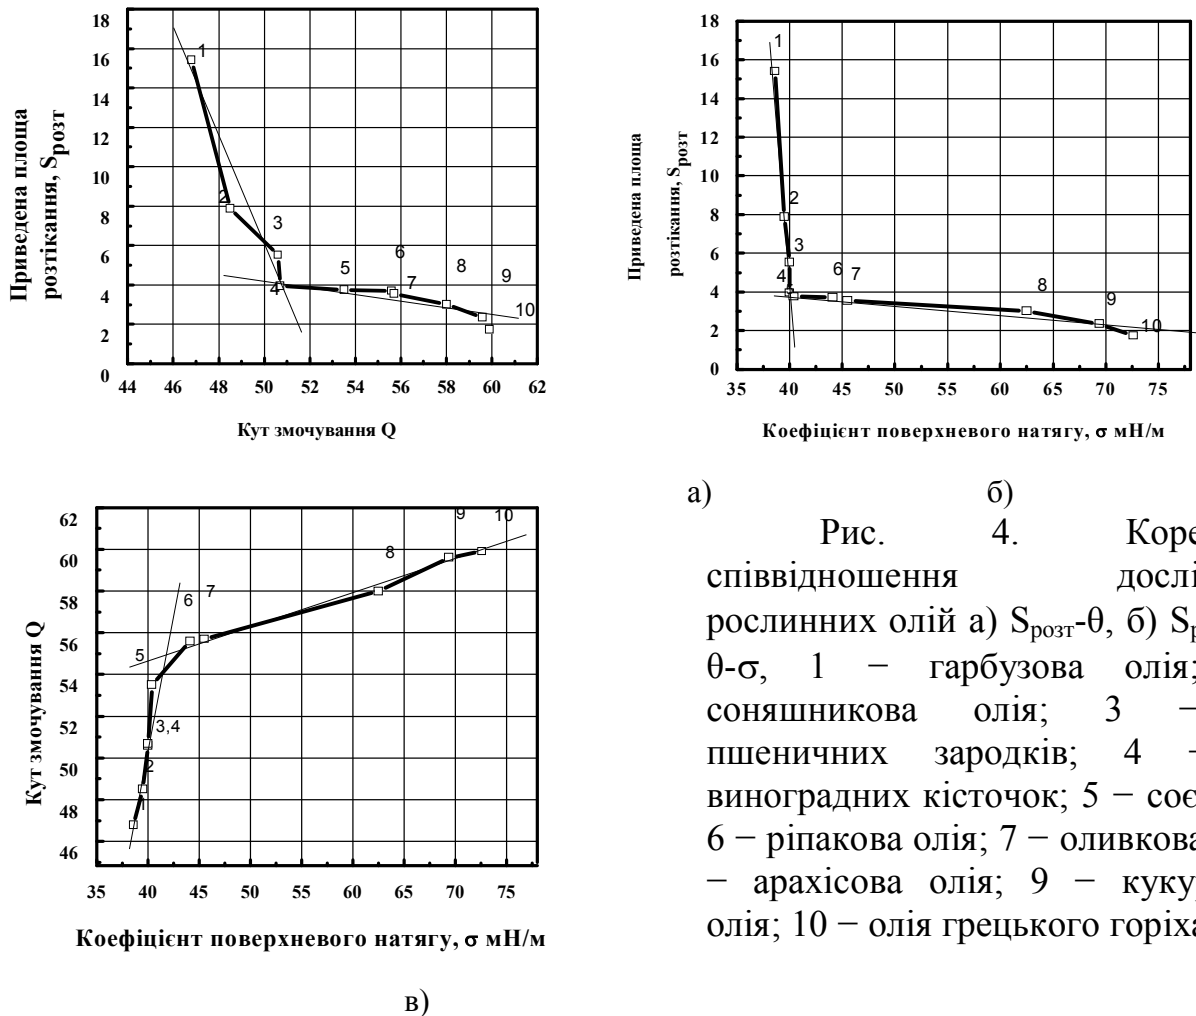 18
16
14
12
10
8
6
4
2
0
Приведена площа
розтікання, Sрозт
1
2
3
4
5
6
7
8
9
10
44 46 48 50 52 54 56 58 60 62
Кут змочування Q
18
16
14
12
10
8
6
4
2
0
Приведена площа
розтікання, Sрозт
1
2
3
4
6 7
8
9
10
35 40 45 50 55 60 65 70 75
Коефіцієнт поверхневого натягу, σ мН/м
62
60
58
56
54
52
50
48
46
Кут змочування Q
1
2
3,4
5
6 7
8
9
10
35 40 45 50 55 60 65 70 75
Коефіцієнт поверхневого натягу, σ мН/м
в)
а) б)
Рис. 4. Коре
співвідношення дослі
рослинних олій а) Sрозт-θ, б) Sр
θ-σ, 1 − гарбузова олія;
соняшникова олія; 3 −
пшеничних зародків; 4 −
виноградних кісточок; 5 − соє
6 − ріпакова олія; 7 − оливкова
− арахісова олія; 9 − куку
олія; 10 − олія грецького горіха